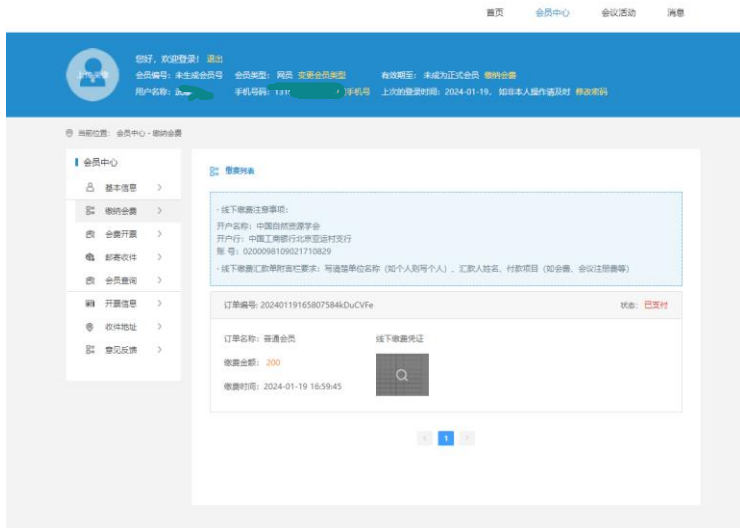 首页 会员中心 会议活动 消息
您好，欢迎登录！ 退出
会员编号：未生成会员号 会员类型：网员 变更会员类型 有效期至：未成为正式会员 缴纳会费
用户名称： 手机号码： 手机号 上次的登录时间：2024-01-19，如非本人操作请及时 修改密码
当前位置：会员中心 - 缴纳会费
会员中心
基本信息
缴纳会费
会费开票
邮寄收件
会员查询
开票信息
收件地址
意见反馈
缴费列表
· 线下缴费注意事项：
开户名称：中国自然资源学会
开户行：中国工商银行北京亚运村支行
账 号：0200098109021710829
· 线下缴费汇款单附言栏要求：写清楚单位名称（如个人则写个人）、汇款人姓名、付款项目（如会费、会议注册费等）
订单编号: 20240119165807584kDuCVFe 状态：已支付
订单名称：普通会员 线下缴费凭证
缴费金额：200
缴费时间：2024-01-19 16:59:45
1